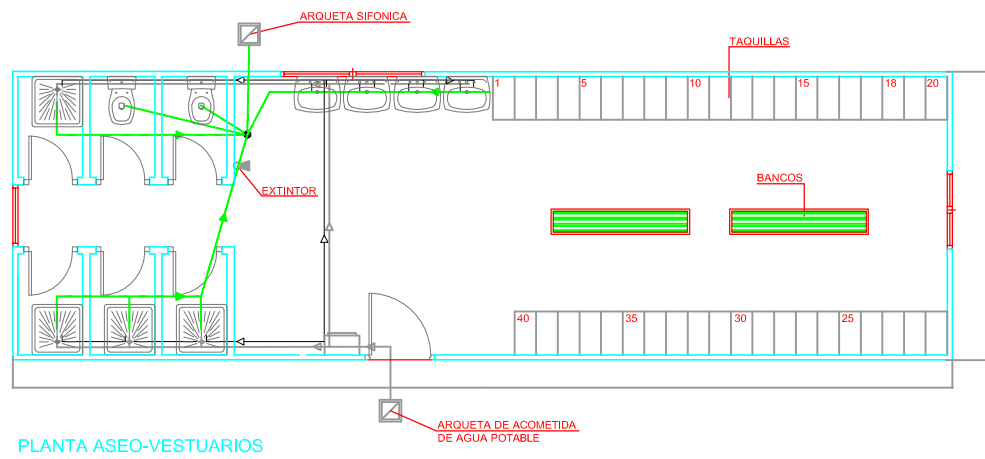 ARQUETA SIFONICA
TAQUILLAS
1
5
10
15
18
20
EXTINTOR
BANCOS
40
35
30
25
ARQUETA DE ACOMETIDA
DE AGUA POTABLE
PLANTA ASEO-VESTUARIOS